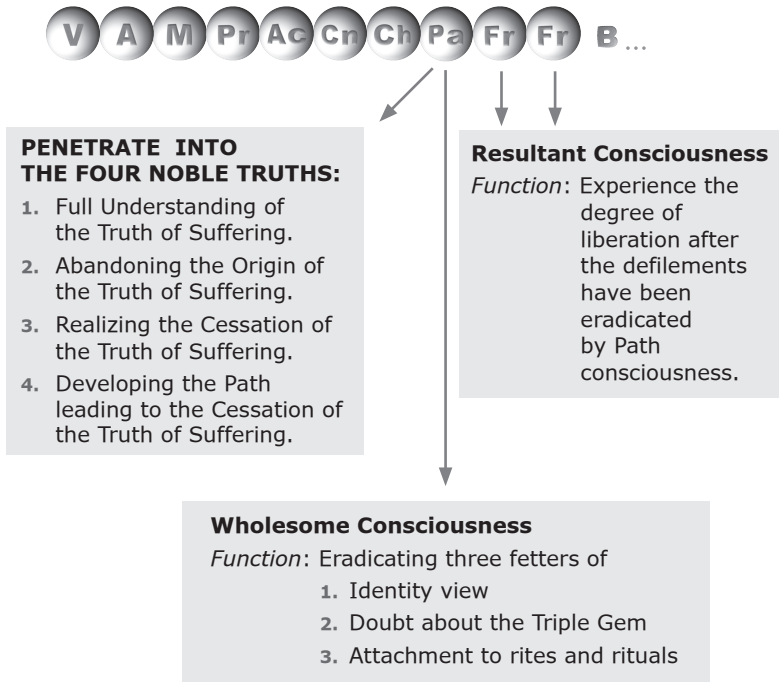 V A M Pr Ac Cn Ch Pa Fr Fr B...
PENETRATE INTO
THE FOUR NOBLE TRUTHS:
1. Full Understanding of
the Truth of Suffering.
2. Abandoning the Origin of
the Truth of Suffering.
3. Realizing the Cessation of
the Truth of Suffering.
4. Developing the Path
leading to the Cessation of
the Truth of Suffering.
Resultant Consciousness
Function: Experience the
degree of
liberation after
the defilements
have been
eradicated
by Path
consciousness.
Wholesome Consciousness
Function: Eradicating three fetters of
1. Identity view
2. Doubt about the Triple Gem
3. Attachment to rites and rituals